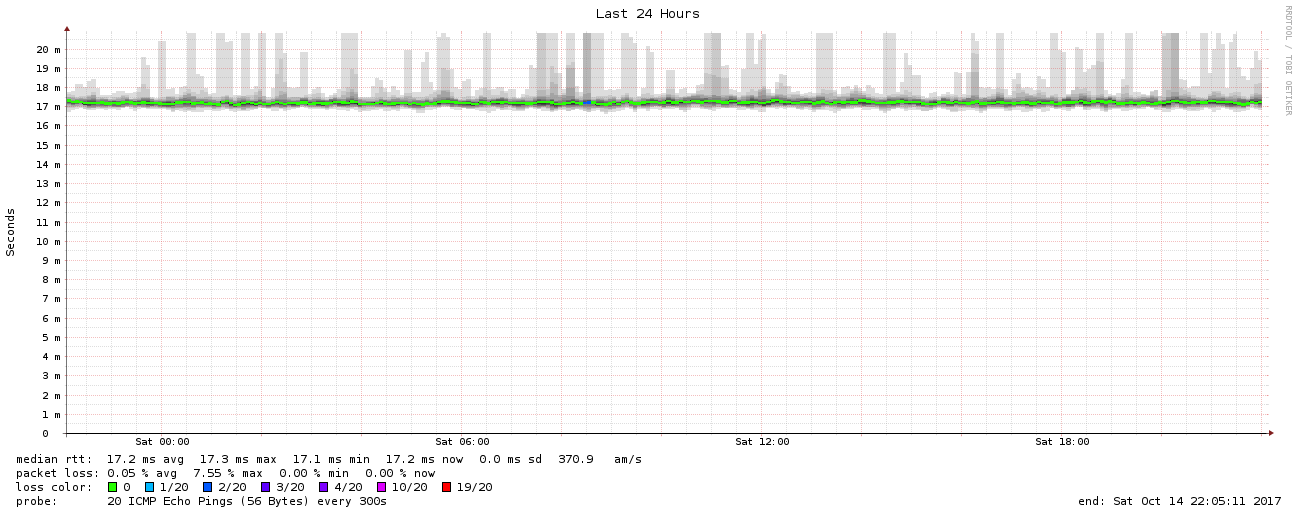 Last 24 Hours
RRDTOOL / TOBI OETIKER
Seconds
20 m
19 m
18 m
17 m
16 m
15 m
14 m
13 m
12 m
11 m
10 m
9 m
8 m
7 m
6 m
5 m
4 m
3 m
2 m
1 m
0
Sat 00:00 Sat 06:00 Sat 12:00 Sat 18:00
median rtt: 17.2 ms avg 17.3 ms max 17.1 ms min 17.2 ms now 0.0 ms sd 370.9 am/s
packet loss: 0.05 % avg 7.55 % max 0.00 % min 0.00 % now
loss color: 0 1/20 2/20 3/20 4/20 10/20 19/20
probe: 20 ICMP Echo Pings (56 Bytes) every 300s end: Sat Oct 14 22:05:11 2017